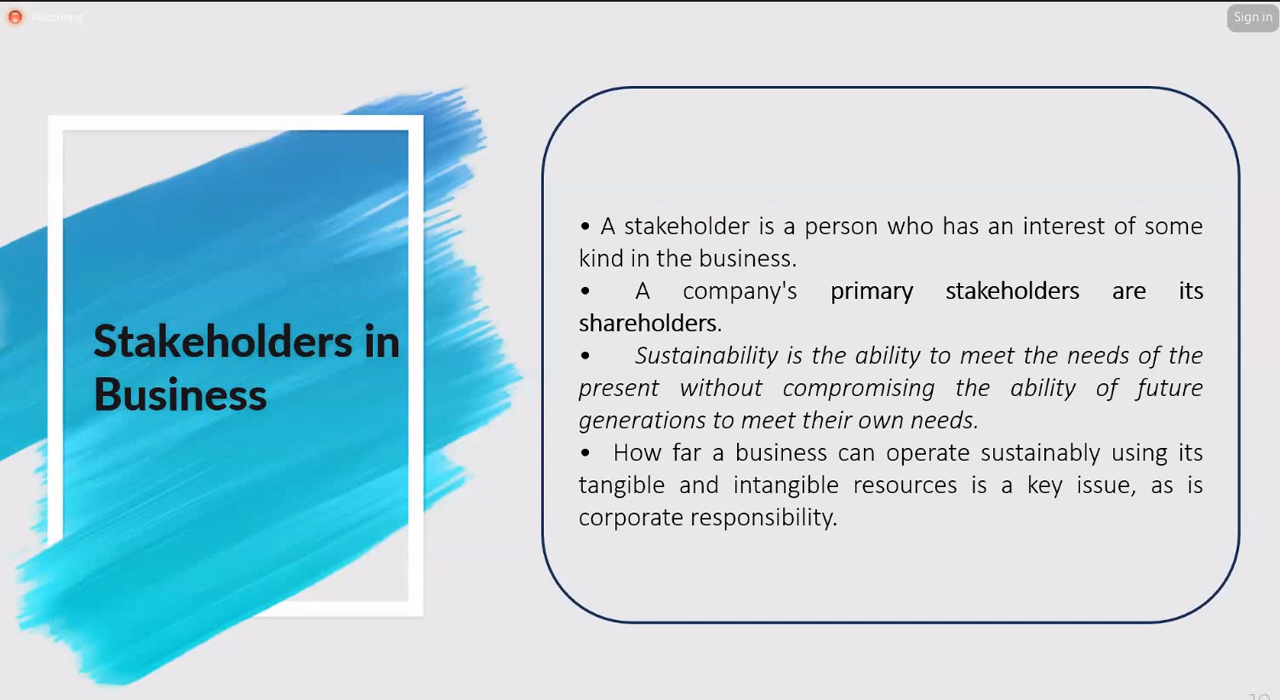 Recording
Sign in
Stakeholders in
Business
• A stakeholder is a person who has an interest of some
kind in the business.
• A company's primary stakeholders are its
shareholders.
• Sustainability is the ability to meet the needs of the
present without compromising the ability of future
generations to meet their own needs.
• How far a business can operate sustainably using its
tangible and intangible resources is a key issue, as is
corporate responsibility.